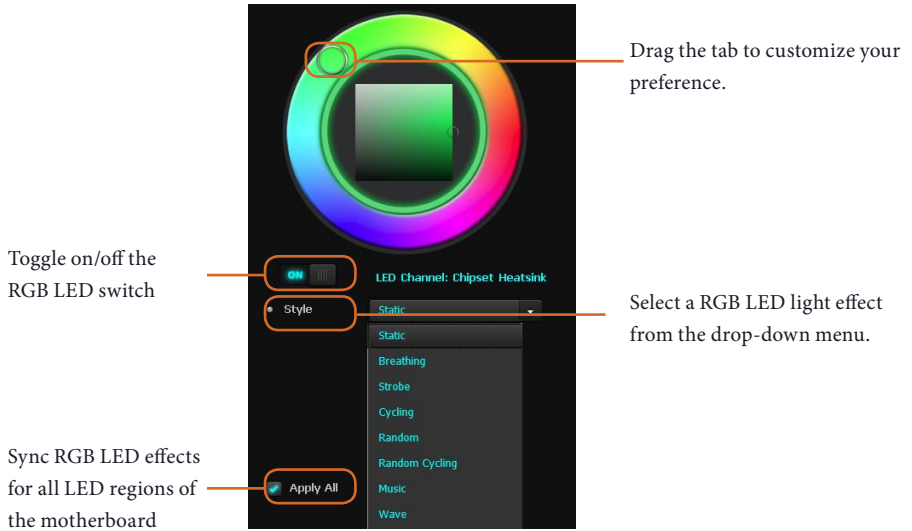 Drag the tab to customize your
preference.
Toggle on/off the
RGB LED switch
ON
LED Channel: Chipset Heatsink
Style
Static
Select a RGB LED light effect
from the drop-down menu.
Static
Breathing
Strobe
Cycling
Random
Random Cycling
Music
Wave
Sync RGB LED effects
for all LED regions of
the motherboard
Apply All